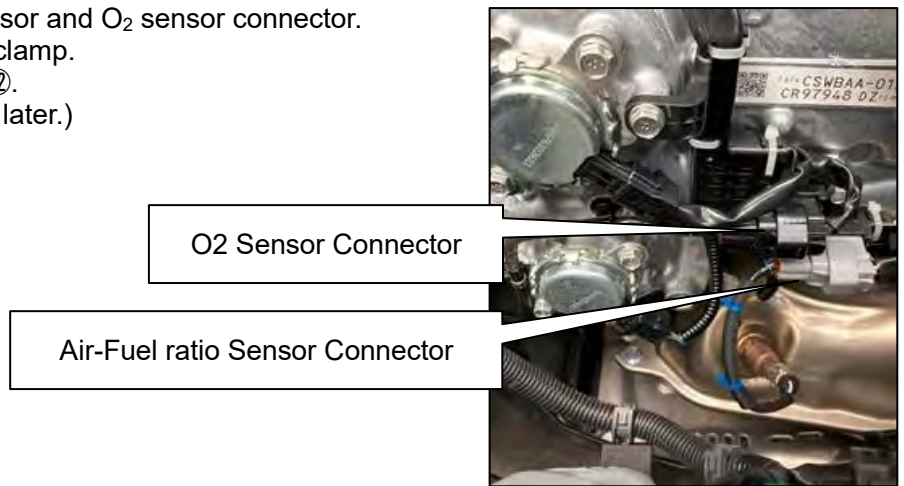 sor and O₂ sensor connector.
clamp.
⑫.
later.)
CSWBAA-01
CR97948 DZ
O2 Sensor Connector
Air-Fuel ratio Sensor Connector